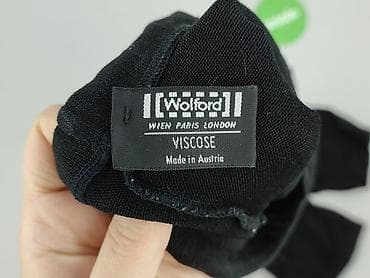 Wolford
WIEN PARIS LONDON
VISCOSE
Made in Austria